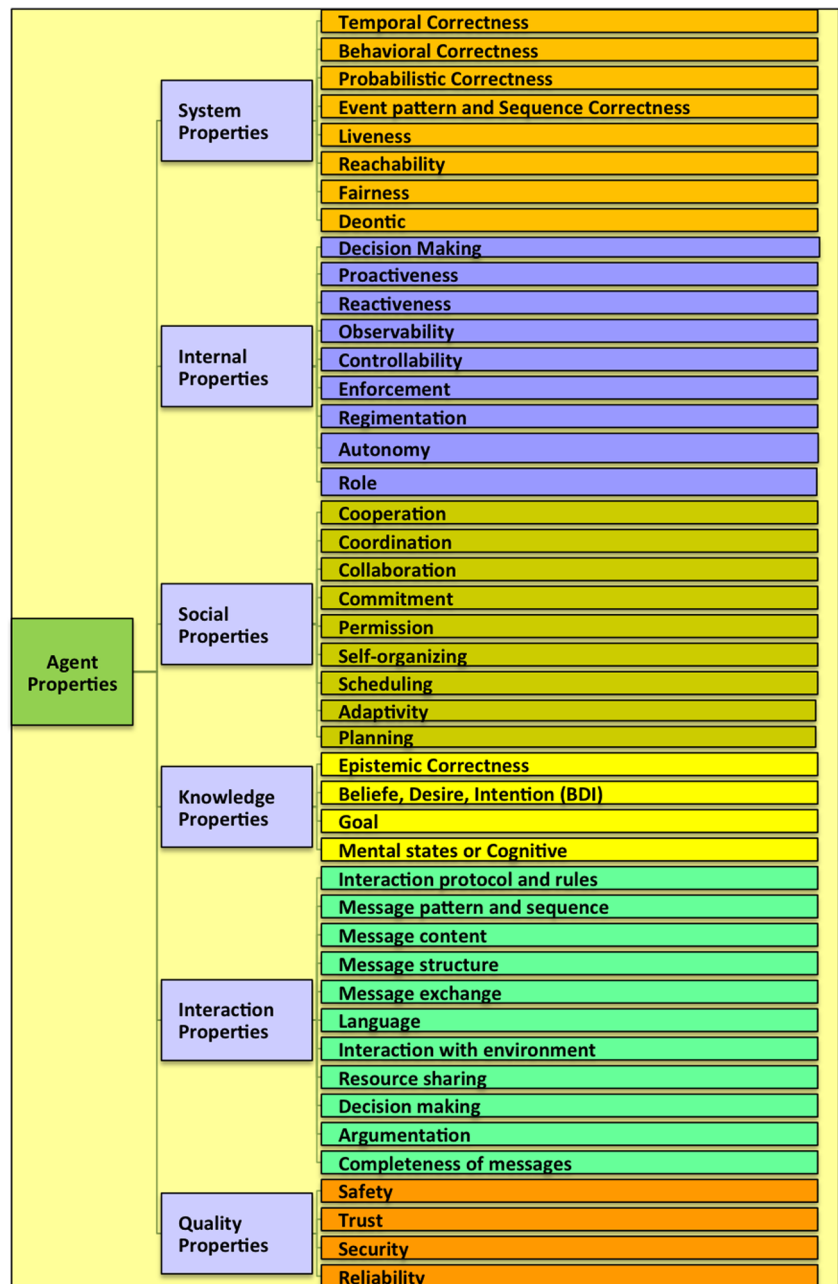 Temporal Correctness
Behavioral Correctness
Probabilistic Correctness
System
Properties
Event pattern and Sequence Correctness
Liveness
Reachability
Fairness
Deontic
Decision Making
Proactiveness
Reactiveness
Observability
Internal
Properties
Controllability
Enforcement
Regimentation
Autonomy
Role
Cooperation
Coordination
Collaboration
Commitment
Social
Properties
Permission
Self-organizing
Agent
Properties
Scheduling
Adaptivity
Planning
Epistemic Correctness
Knowledge
Properties
Beliefe, Desire, Intention (BDI)
Goal
Mental states or Cognitive
Interaction protocol and rules
Message pattern and sequence
Message content
Message structure
Message exchange
Interaction
Properties
Language
Interaction with environment
Resource sharing
Decision making
Argumentation
Completeness of messages
Safety
Quality
Properties
Trust
Security
Reliability